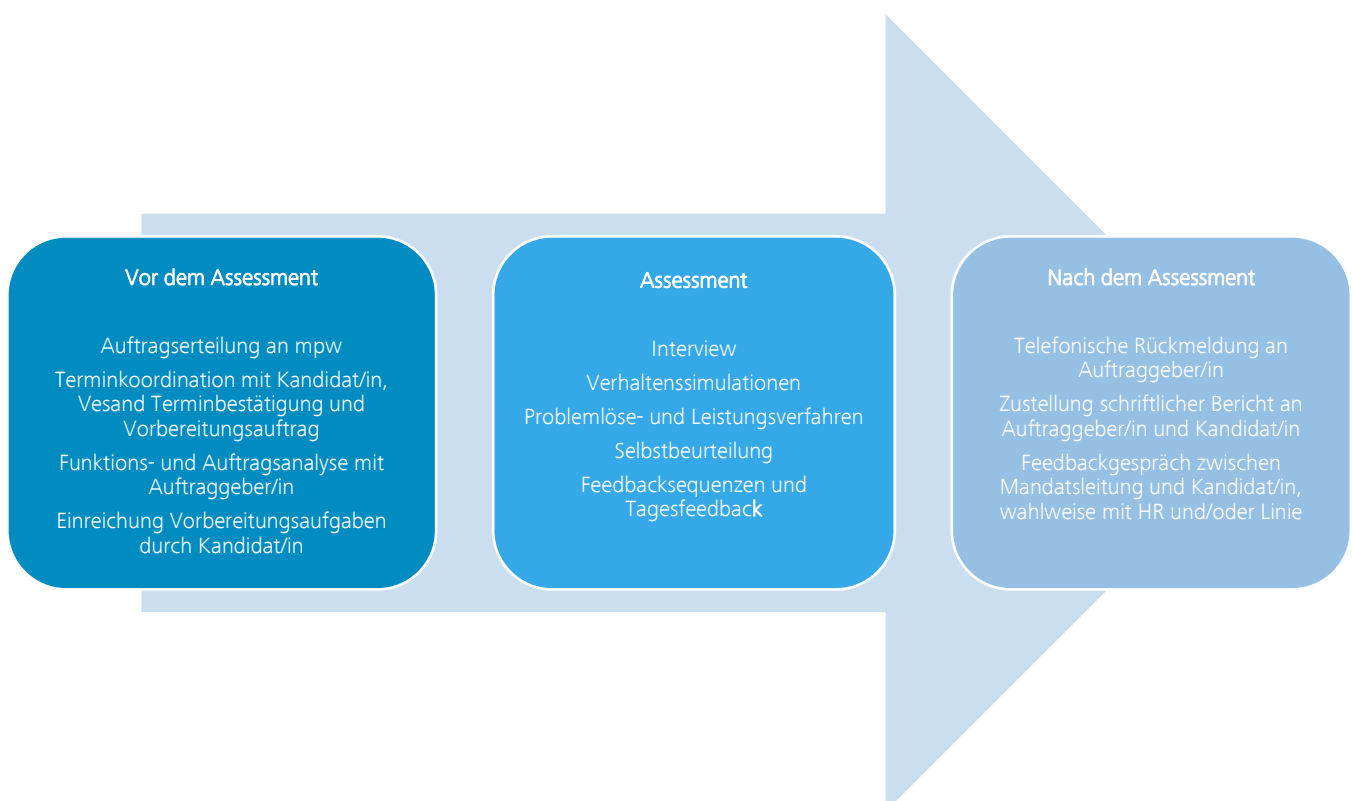 Vor dem Assessment
Auftragserteilung an mpw
Terminkoordination mit Kandidat/in,
Vesand Terminbestätigung und
Vorbereitungsauftrag
Funktions- und Auftragsanalyse mit
Auftraggeber/in
Einreichung Vorbereitungsaufgaben
durch Kandidat/in
Assessment
Interview
Verhaltenssimulationen
Problemlöse- und Leistungsverfahren
Selbstbeurteilung
Feedbacksequenzen und
Tagesfeedback
Nach dem Assessment
Telefonische Rückmeldung an
Auftraggeber/in
Zustellung schriftlicher Bericht an
Auftraggeber/in und Kandidat/in
Feedbackgespräch zwischen
Mandatsleitung und Kandidat/in,
wahlweise mit HR und/oder Linie